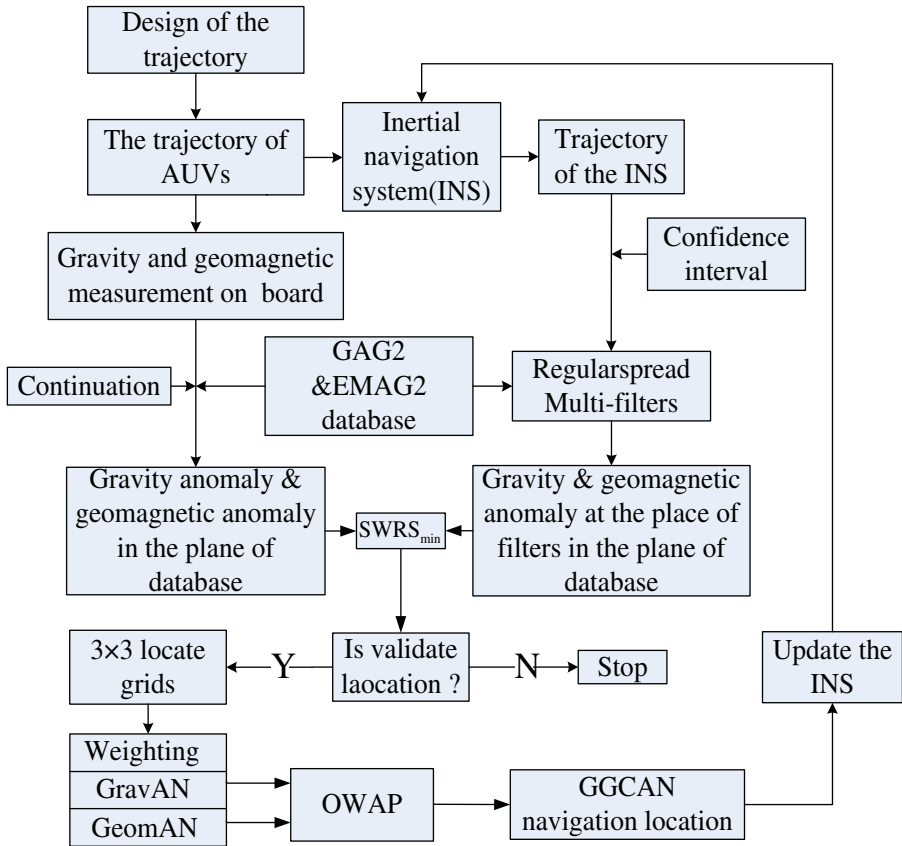 Design of the
trajectory
The trajectory of
AUVs
Inertial
navigation
system(INS)
Trajectory
of the INS
Gravity and geomagnetic
measurement on board
Confidence
interval
Continuation
GAG2
&EMAG2
database
Regularspread
Multi-filters
Gravity anomaly &
geomagnetic anomaly
in the plane of
database
SWRSmin
Gravity & geomagnetic
anomaly at the place of
filters in the plane of
database
3×3 locate
grids
Y
Is validate
laocation ?
N
Stop
Update the
INS
Weighting
GravAN
GeomAN
OWAP
GGCAN
navigation location